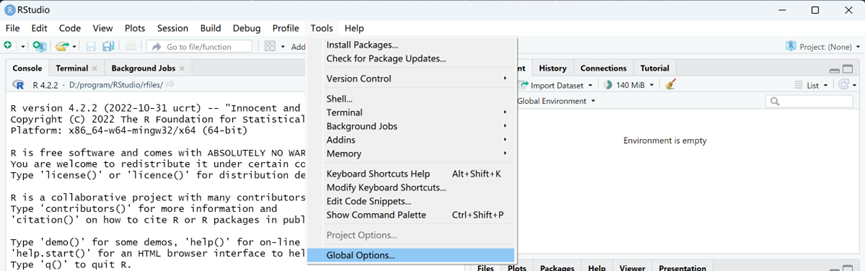 RStudio
File Edit Code View Plots Session Build Debug Profile Tools Help
Go to file/function
Project: (None)
Console Terminal Background Jobs
R 4.2.2 · D:/program/RStudio/rfiles/
R version 4.2.2 (2022-10-31 ucrt) -- "Innocent and
Copyright (C) 2022 The R Foundation for Statistical
Platform: x86_64-w64-mingw32/x64 (64-bit)
R is free software and comes with ABSOLUTELY NO WAR
You are welcome to redistribute it under certain co
Type 'license()' or 'licence()' for distribution de
R is a collaborative project with many contributors
Type 'contributors()' for more information and
'citation()' on how to cite R or R packages in publ
Type 'demo()' for some demos, 'help()' for on-line
'help.start()' for an HTML browser interface to hel
Type 'q()' to quit R.
Install Packages...
Check for Package Updates...
Version Control
Shell...
Terminal
Background Jobs
Addins
Memory
Keyboard Shortcuts Help Alt+Shift+K
Modify Keyboard Shortcuts...
Edit Code Snippets...
Show Command Palette Ctrl+Shift+P
Project Options...
Global Options...
History Connections Tutorial
Import Dataset 140 MiB List
Global Environment
Environment is empty
Files Plots Packages Help Viewer Presentation